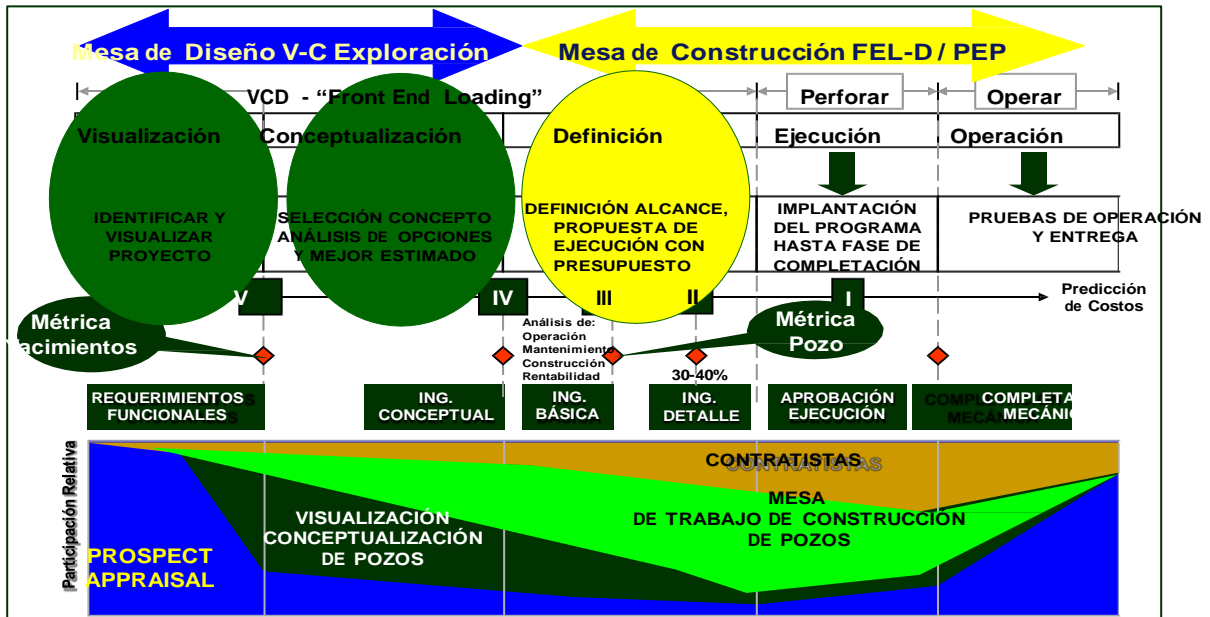 Mesa de Diseño V-C Exploración
Mesa de Construcción FEL-D / PEP
VCD - “Front End Loading”
Perforar
Operar
Visualización
Conceptualización
Definición
Ejecución
Operación
IDENTIFICAR Y
VISUALIZAR
PROYECTO
SELECCIÓN CONCEPTO
ANÁLISIS DE OPCIONES
Y MEJOR ESTIMADO
DEFINICIÓN ALCANCE,
PROPUESTA DE
EJECUCIÓN CON
PRESUPUESTO
IMPLANTACIÓN
DEL PROGRAMA
HASTA FASE DE
COMPLETACIÓN
PRUEBAS DE OPERACIÓN
Y ENTREGA
V
IV
III
II
I
Predicción
de Costos
Métrica
Yacimientos
Análisis de:
Operación
Mantenimiento
Construcción
Rentabilidad
Métrica
Pozo
30-40%
REQUERIMIENTOS
FUNCIONALES
ING.
CONCEPTUAL
ING.
BÁSICA
ING.
DETALLE
APROBACIÓN
EJECUCIÓN
COMPLETA
MECÁNIC
Participación Relativa
CONTRATISTAS
MESA
DE TRABAJO DE CONSTRUCCIÓN
DE POZOS
VISUALIZACIÓN
CONCEPTUALIZACIÓN
DE POZOS
PROSPECT
APPRAISAL